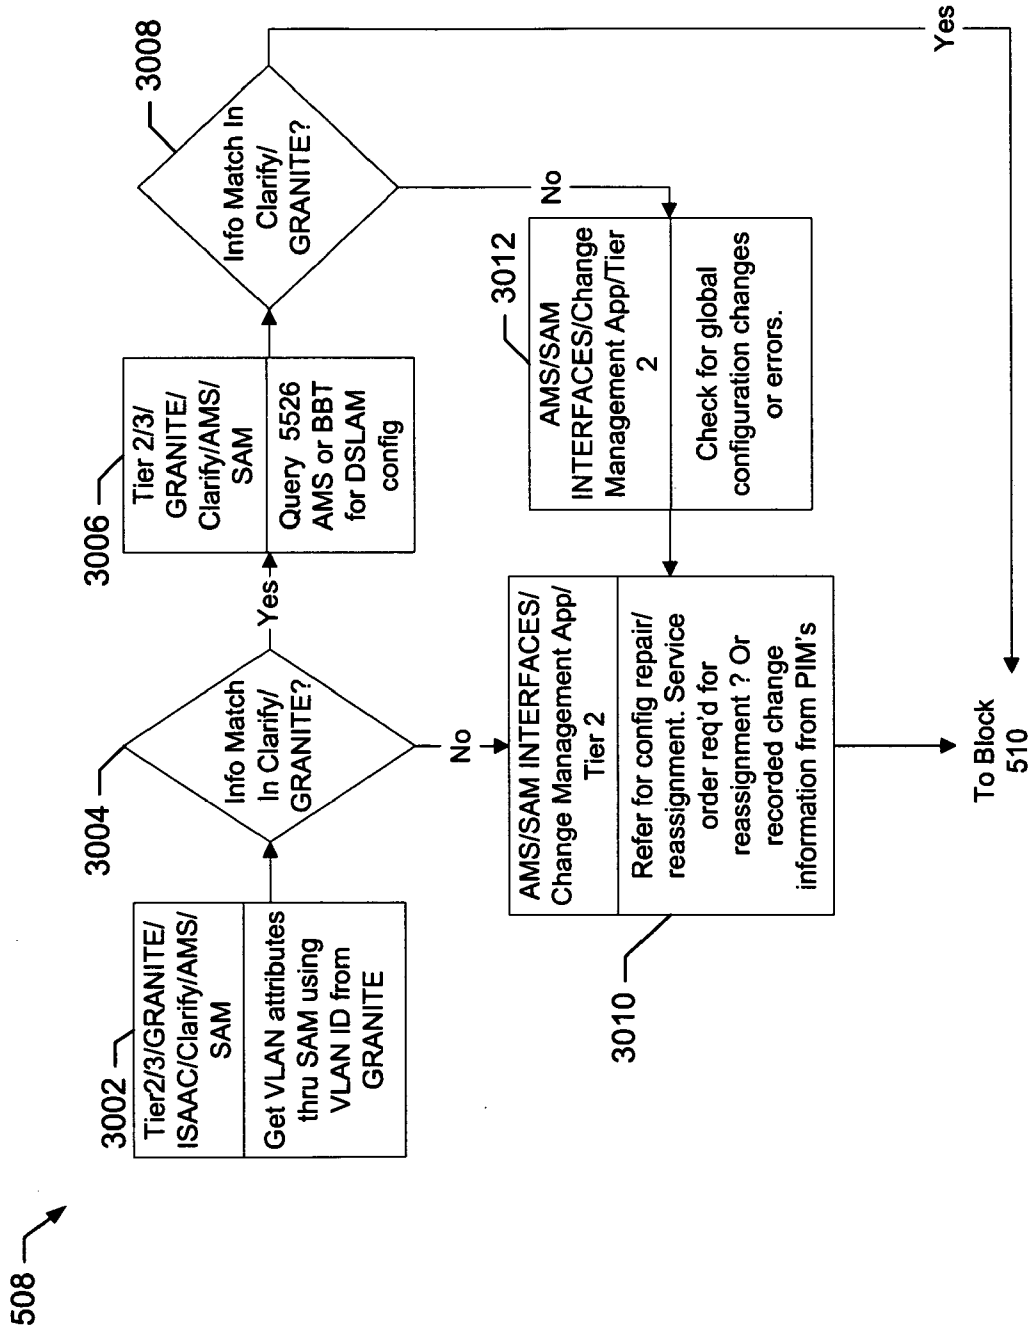 508
3002
Tier2/3/GRANITE/
ISAAC/Clarify/AMS/
SAM
Get VLAN attributes
thru SAM using
VLAN ID from
GRANITE
3004
Info Match
In Clarify/
GRANITE?
Yes
No
3006
Tier 2/3/
GRANITE/
Clarify/AMS/
SAM
Query 5526
AMS or BBT
for DSLAM
config
3008
Info Match In
Clarify/
GRANITE?
No
Yes
3012
AMS/SAM
INTERFACES/Change
Management App/Tier
2
Check for global
configuration changes
or errors.
3010
AMS/SAM INTERFACES/
Change Management App/
Tier 2
Refer for config repair/
reassignment. Service
order req'd for
reassignment ? Or
recorded change
information from PIM's
To Block
510